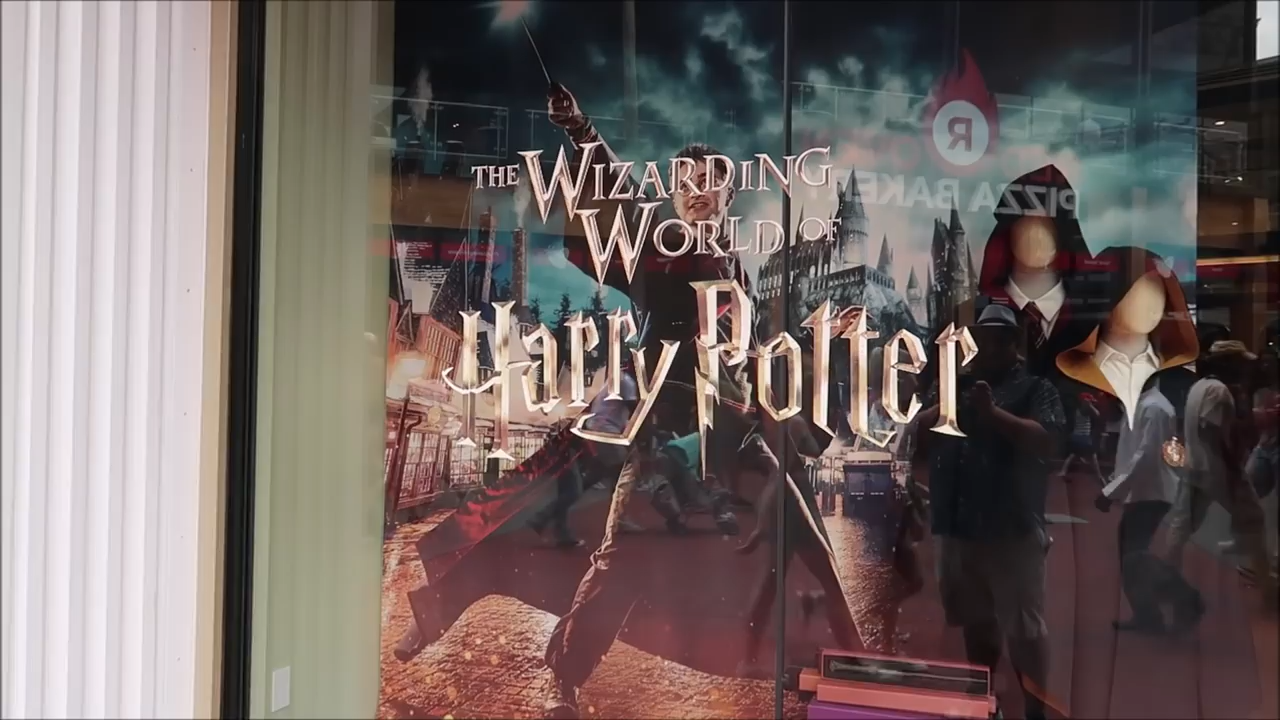 THE WIZARDING
WORLD OF
Harry Potter
R
PIZZA BAKE